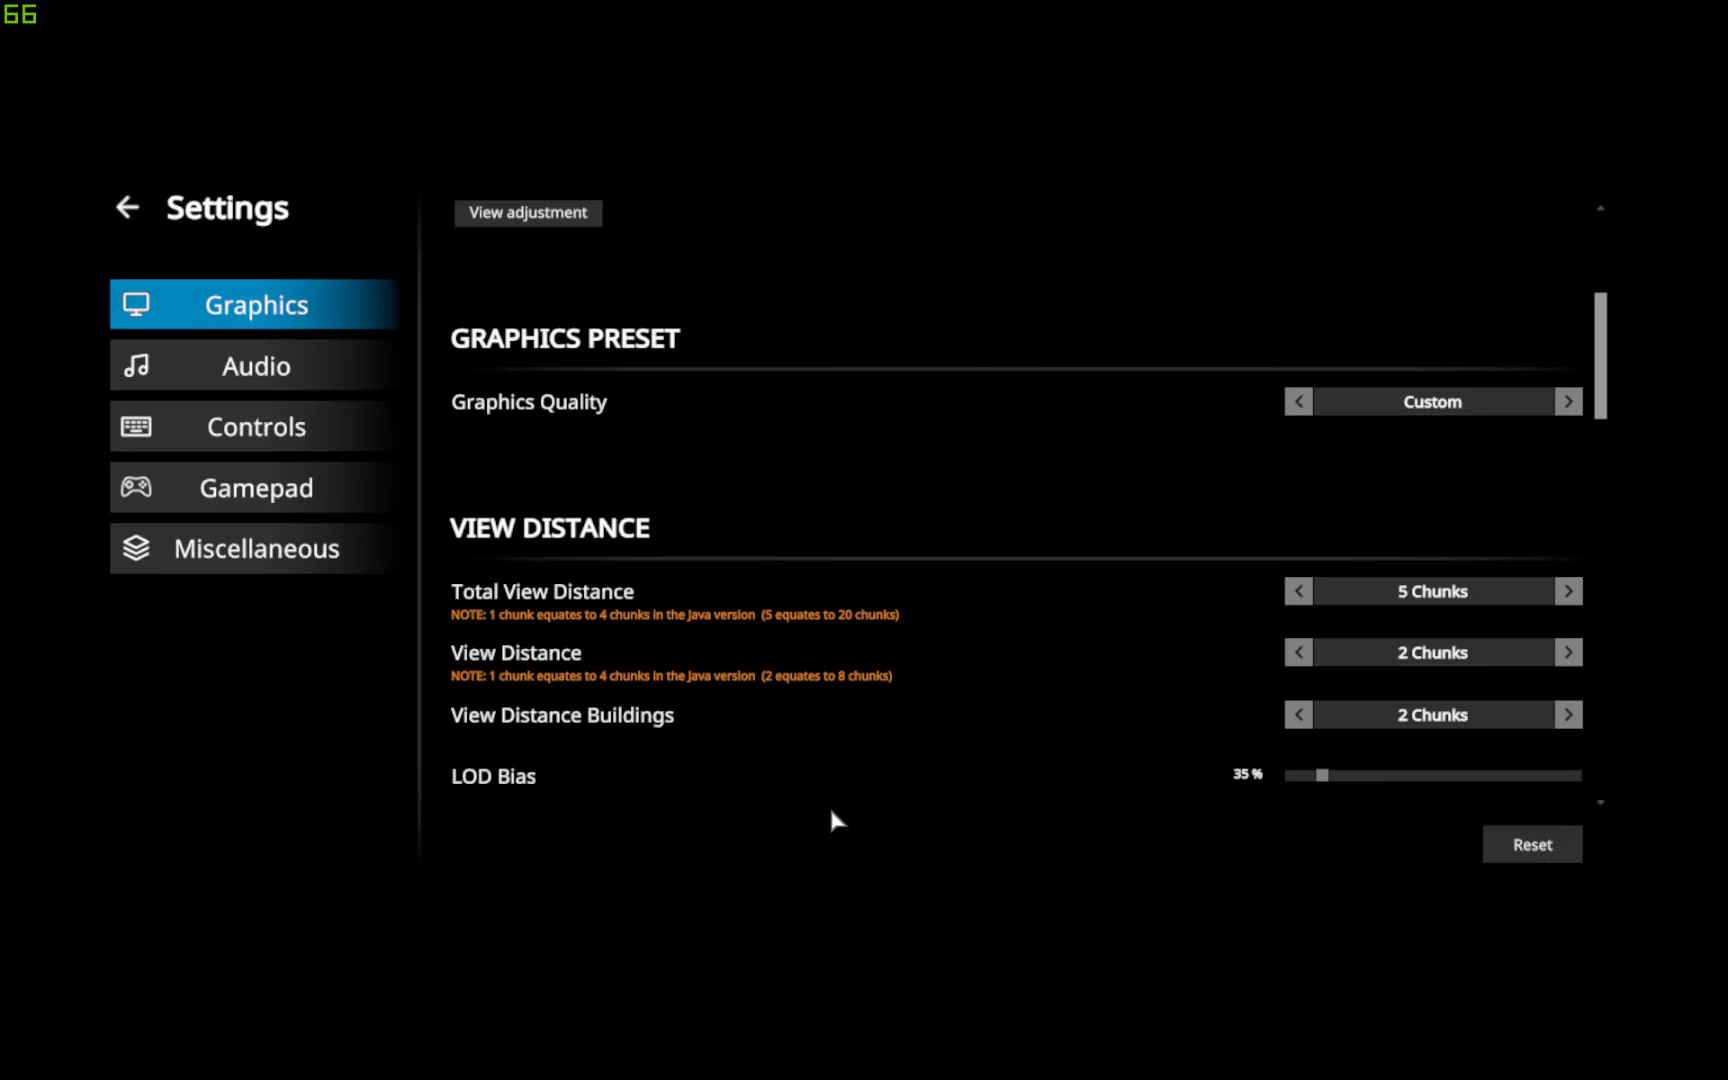 66
Settings
View adjustment
Graphics
Audio
Controls
Gamepad
Miscellaneous
GRAPHICS PRESET
Graphics Quality
Custom
VIEW DISTANCE
Total View Distance
5 Chunks
NOTE: 1 chunk equates to 4 chunks in the Java version (5 equates to 20 chunks)
View Distance
2 Chunks
NOTE: 1 chunk equates to 4 chunks in the Java version (2 equates to 8 chunks)
View Distance Buildings
2 Chunks
LOD Bias
35 %
Reset